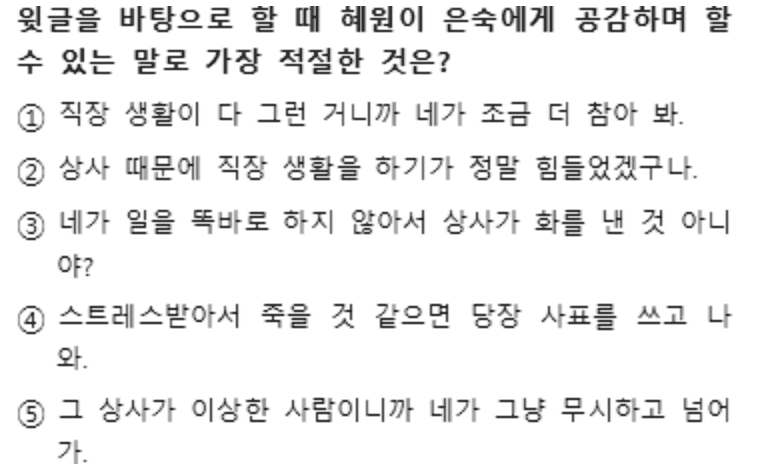 윗글을 바탕으로 할 때 혜원이 은숙에게 공감하며 할
수 있는 말로 가장 적절한 것은?
① 직장 생활이 다 그런 거니까 네가 조금 더 참아 봐.
② 상사 때문에 직장 생활을 하기가 정말 힘들었겠구나.
③ 네가 일을 똑바로 하지 않아서 상사가 화를 낸 것 아니
야?
④ 스트레스받아서 죽을 것 같으면 당장 사표를 쓰고 나
와.
⑤ 그 상사가 이상한 사람이니까 네가 그냥 무시하고 넘어
가.